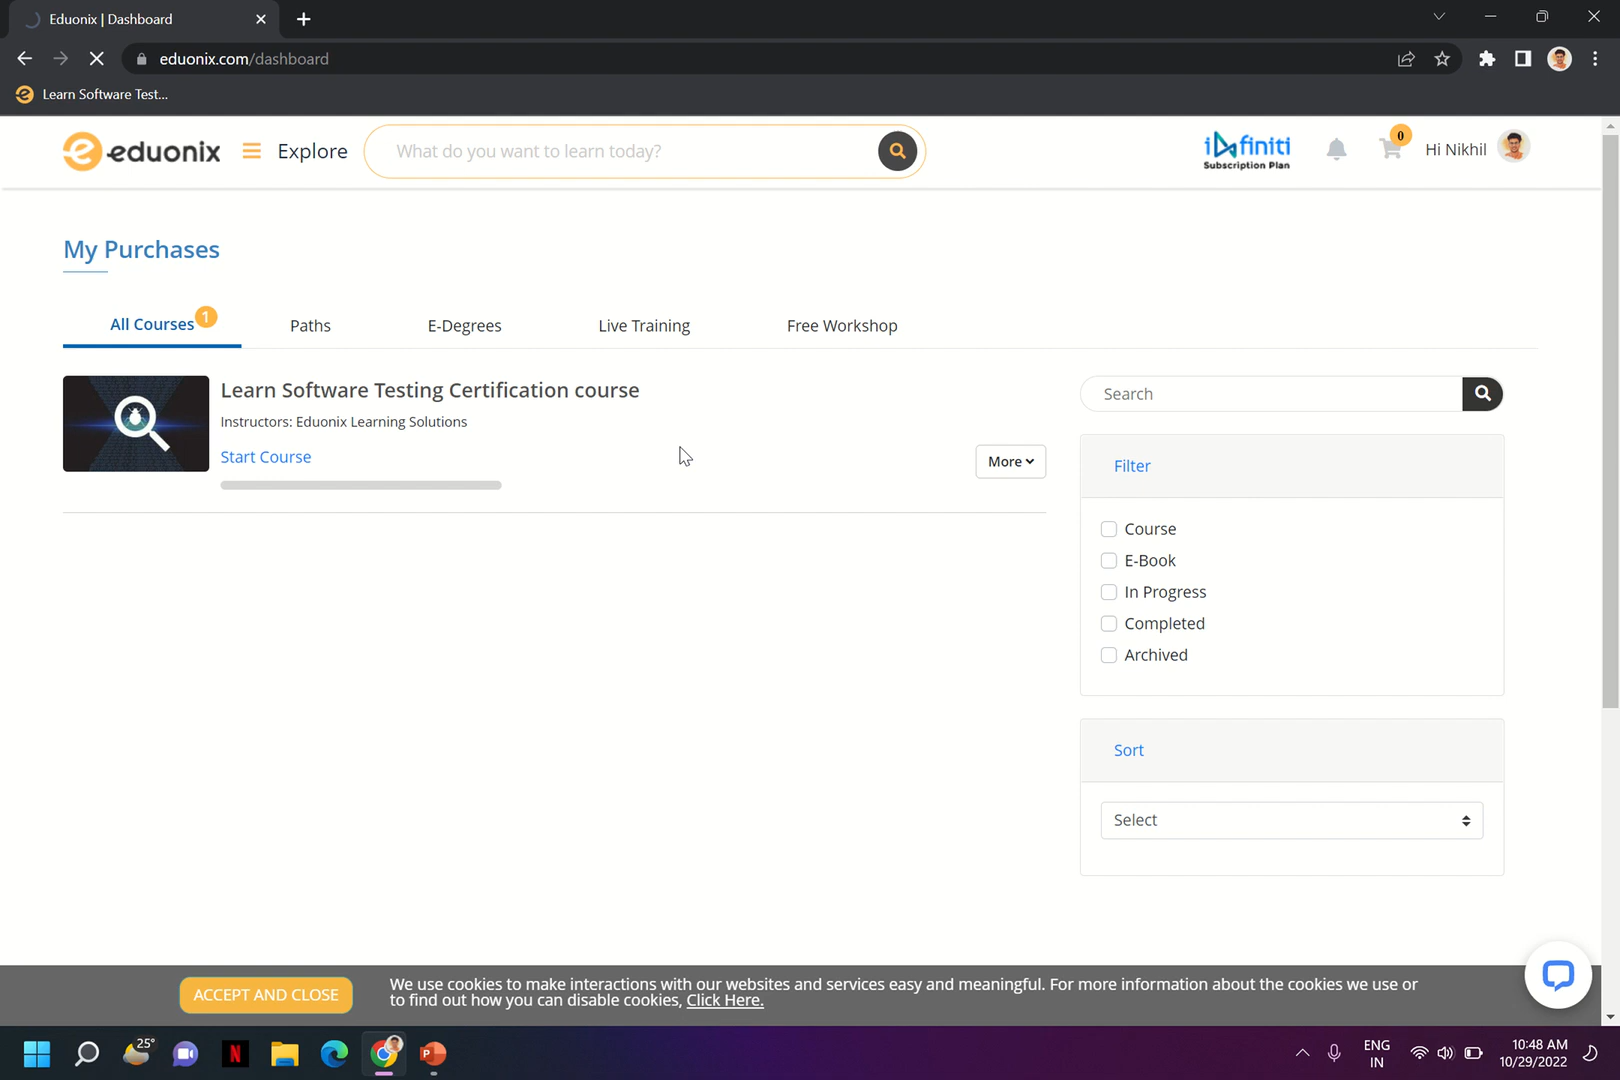 Eduonix | Dashboard
eduonix.com/dashboard
Learn Software Test...
eduonix
Explore
What do you want to learn today?
infiniti
Subscription Plan
0
Hi Nikhil
My Purchases
All Courses 1
Paths
E-Degrees
Live Training
Free Workshop
Learn Software Testing Certification course
Instructors: Eduonix Learning Solutions
Start Course
More
Search
Filter
Course
E-Book
In Progress
Completed
Archived
Sort
Select
ACCEPT AND CLOSE
We use cookies to make interactions with our websites and services easy and meaningful. For more information about the cookies we use or
to find out how you can disable cookies, Click Here.
25°
N
P
ENG
IN
10:48 AM
10/29/2022